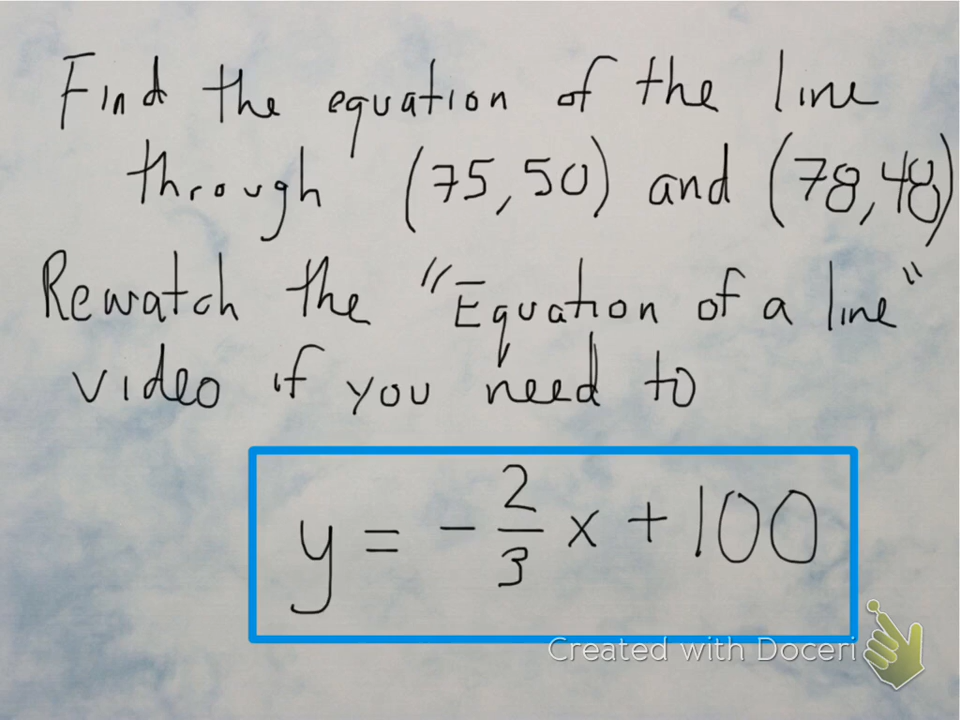 Find the equation of the line
through (75,50) and (78,48)
Rewatch the "Equation of a line"
video if you need to
y = - 2/3 x + 100
Created with Doceri